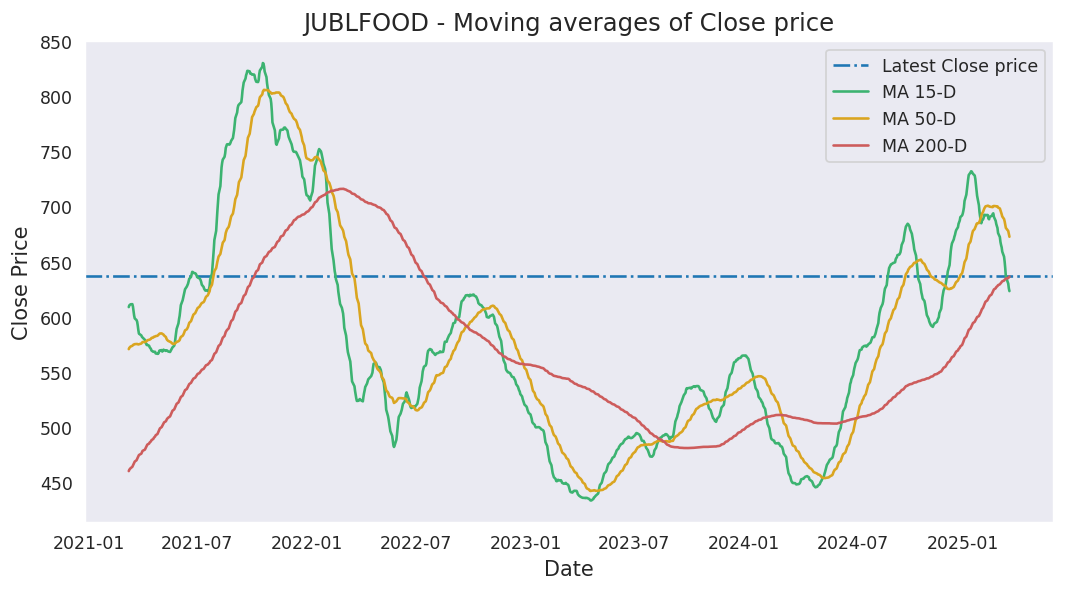 JUBLFOOD - Moving averages of Close price
850
800
750
700
650
600
550
500
450
Close Price
Latest Close price
MA 15-D
MA 50-D
MA 200-D
2021-01 2021-07 2022-01 2022-07 2023-01 2023-07 2024-01 2024-07 2025-01
Date